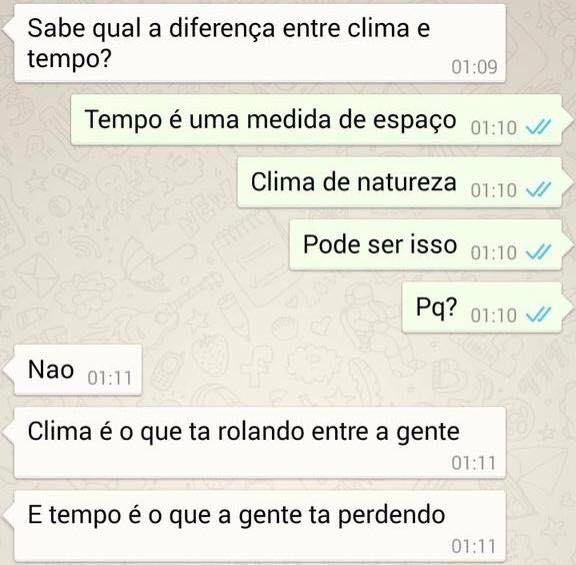 Sabe qual a diferença entre clima e
tempo?
01:09
Tempo é uma medida de espaço 01:10
Clima de natureza 01:10
Pode ser isso 01:10
Pq? 01:10
Nao 01:11
Clima é o que ta rolando entre a gente
01:11
E tempo é o que a gente ta perdendo
01:11